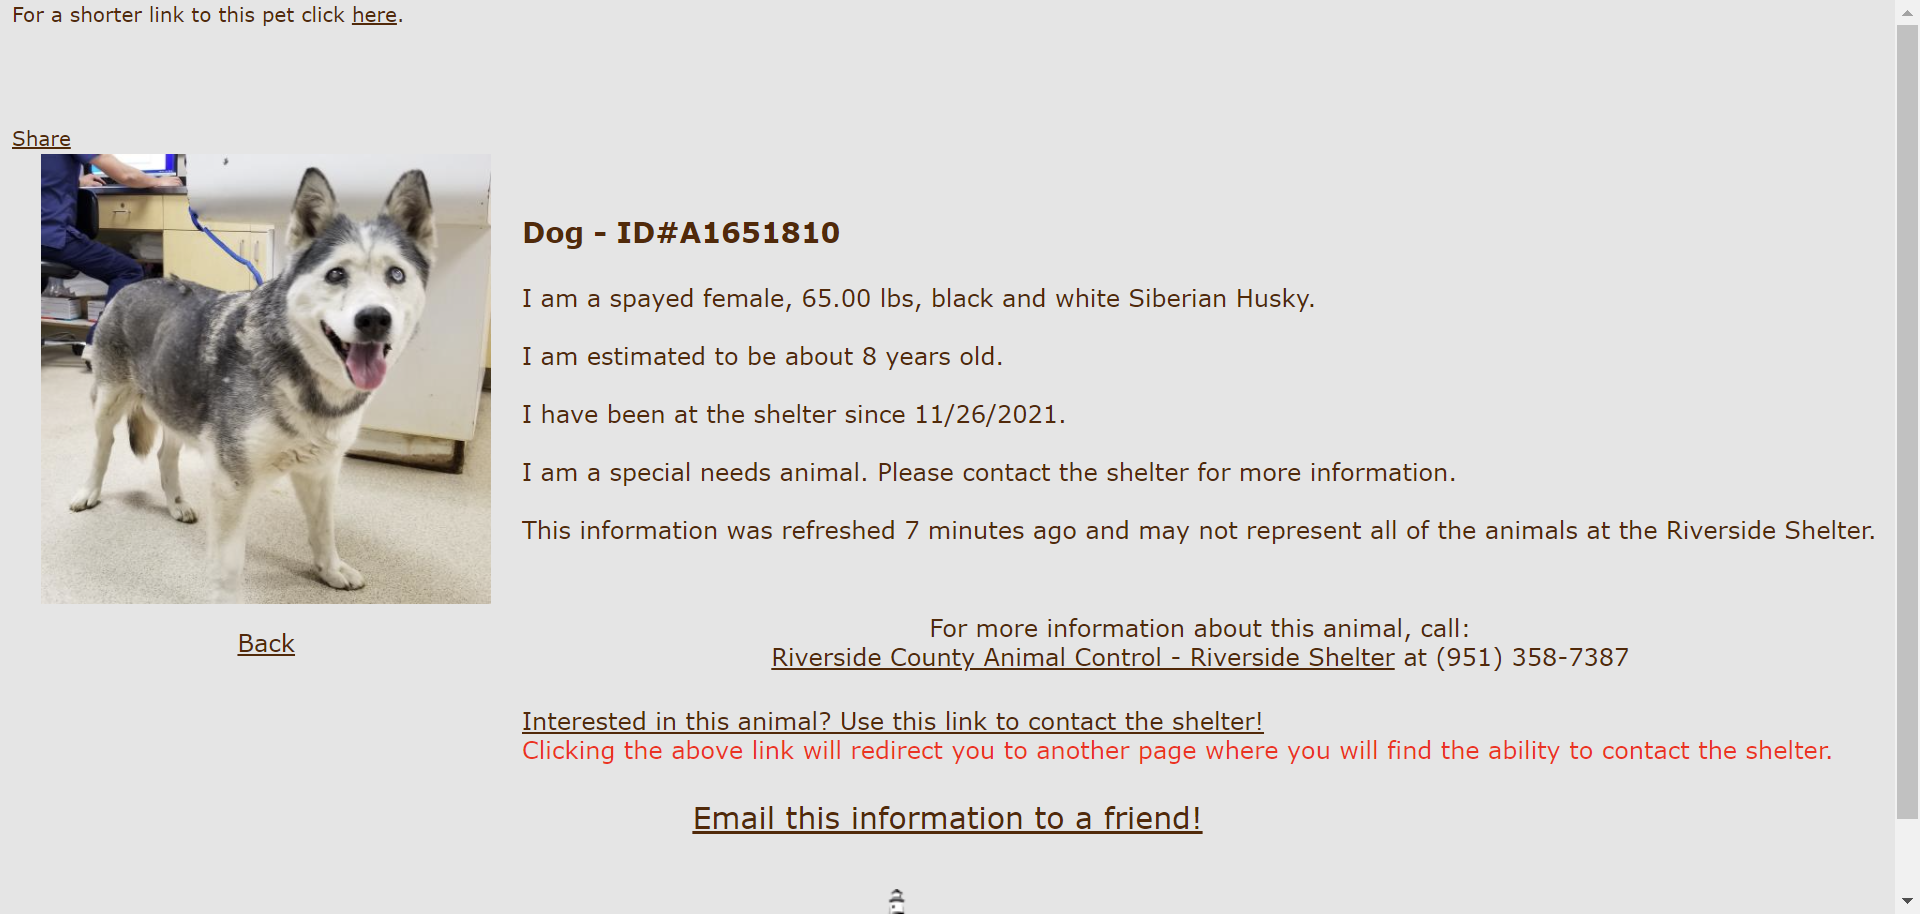 For a shorter link to this pet click here.
Share
Dog - ID#A1651810
I am a spayed female, 65.00 lbs, black and white Siberian Husky.
I am estimated to be about 8 years old.
I have been at the shelter since 11/26/2021.
I am a special needs animal. Please contact the shelter for more information.
This information was refreshed 7 minutes ago and may not represent all of the animals at the Riverside Shelter.
Back
For more information about this animal, call:
Riverside County Animal Control - Riverside Shelter at (951) 358-7387
Interested in this animal? Use this link to contact the shelter!
Clicking the above link will redirect you to another page where you will find the ability to contact the shelter.
Email this information to a friend!